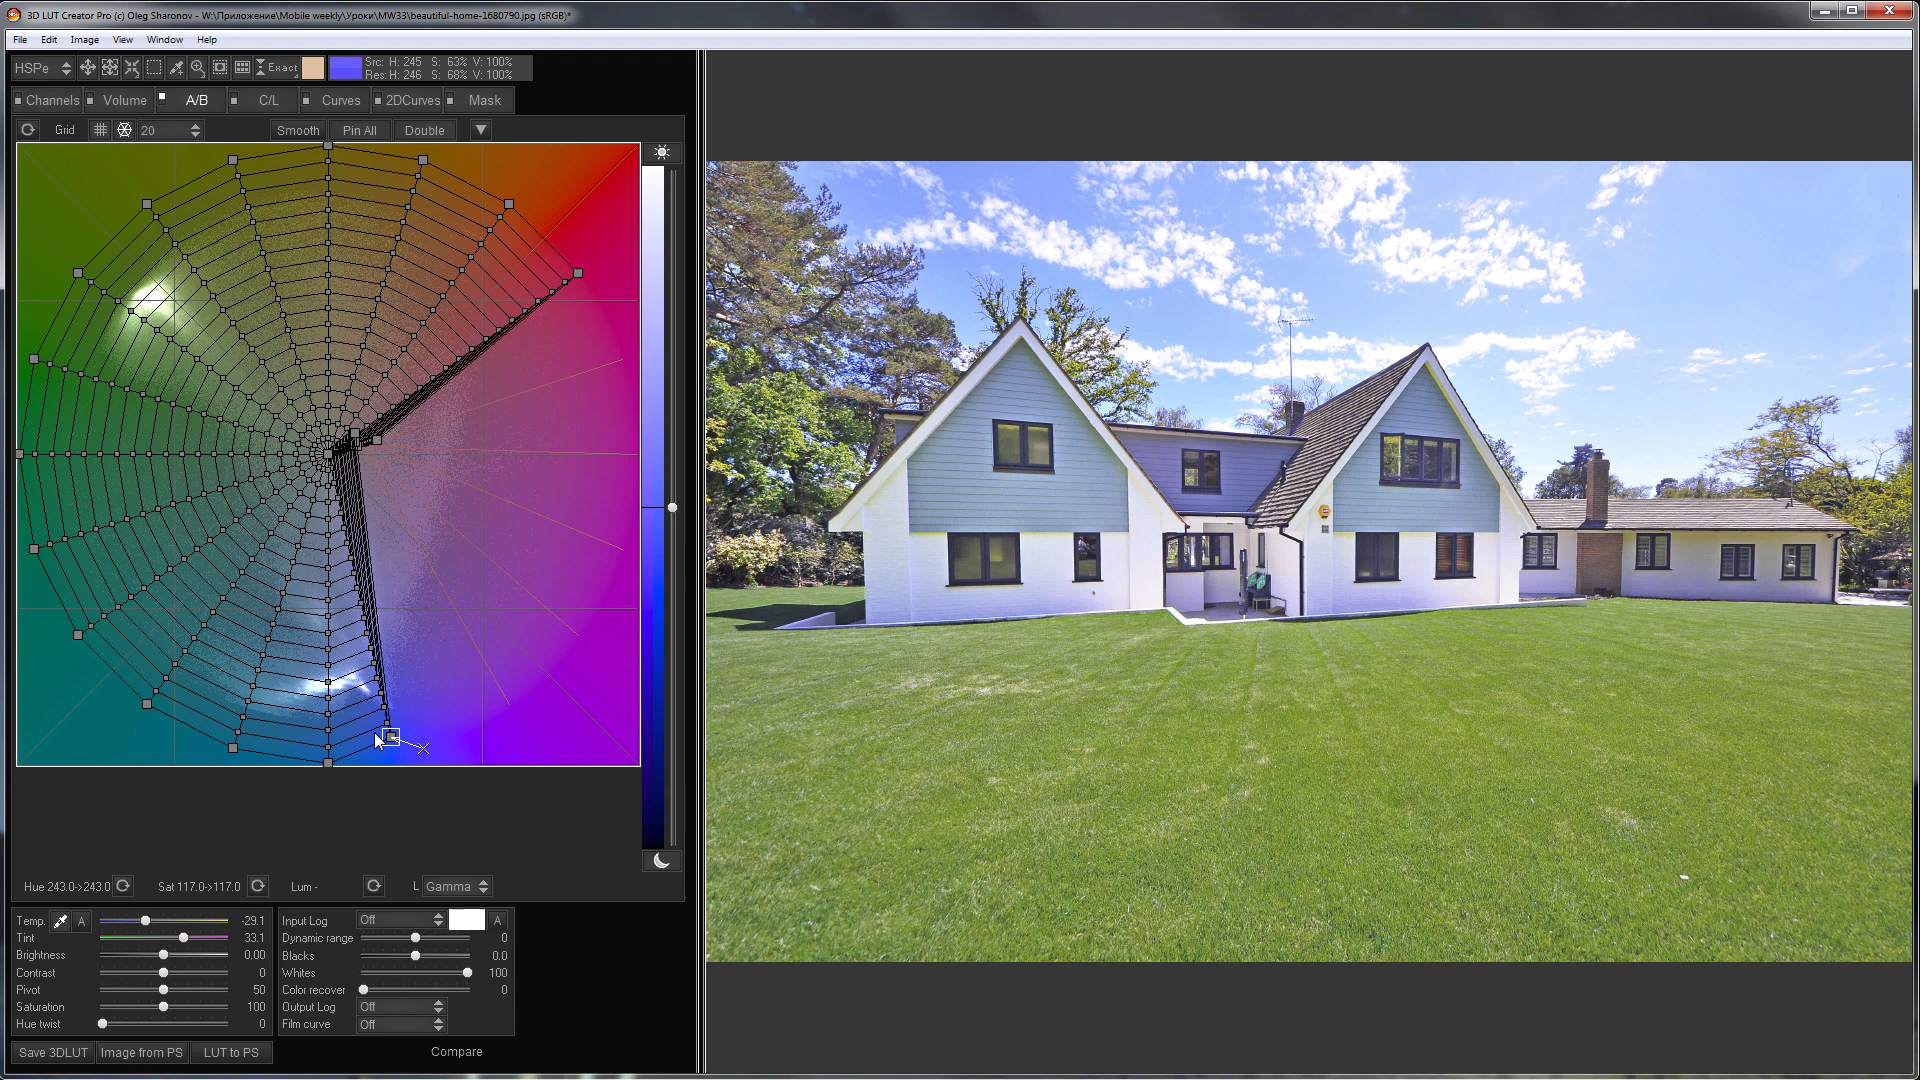 3D LUT Creator Pro (c) Oleg Sharonov - W:\Приложение\Mobile weekly\Уроки\MW33\beautiful-home-1680790.jpg (sRGB)*
File Edit Image View Window Help
HSPe Exact Src: H: 245 S: 63% V: 100%
Res: H: 246 S: 68% V: 100%
Channels Volume A/B C/L Curves 2DCurves Mask
Grid 20 Smooth Pin All Double
Hue 243.0->243.0 Sat 117.0->117.0 Lum - L Gamma
Temp. A -29.1 Input Log Off A
Tint 33.1 Dynamic range 0
Brightness 0.00 Blacks 0.0
Contrast 0 Whites 100
Pivot 50 Color recover 0
Saturation 100 Output Log Off
Hue twist 0 Film curve Off
Save 3DLUT Image from PS LUT to PS Compare